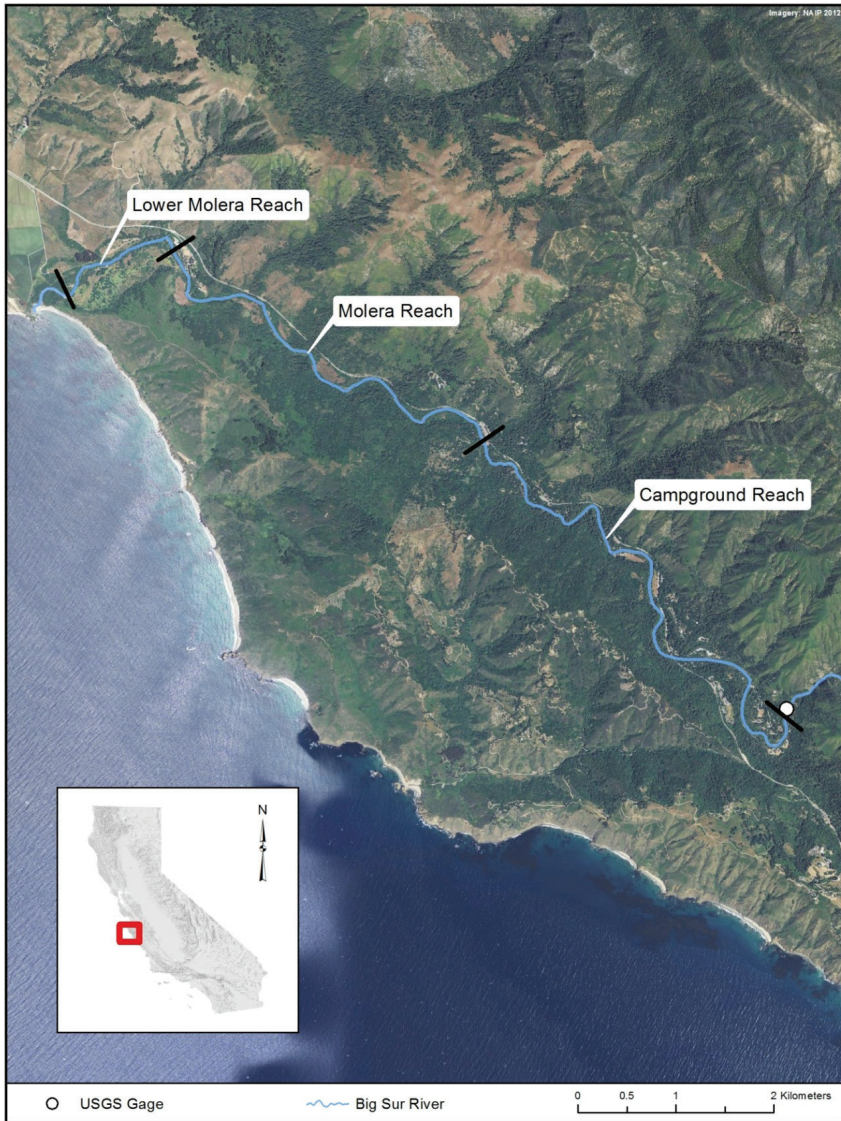 Imagery: NAIP 2012
Lower Molera Reach
Molera Reach
Campground Reach
N
USGS Gage
Big Sur River
0 0.5 1 2 Kilometers